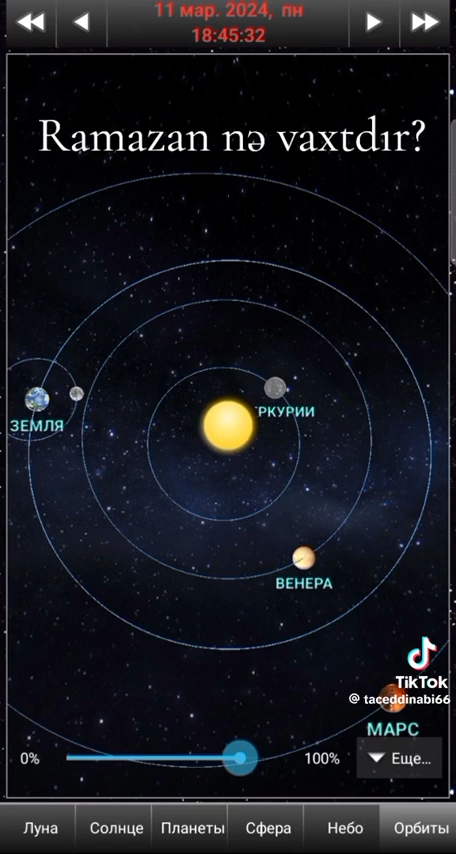 11 мар. 2024, пн
18:45:32
Ramazan nə vaxtdır?
ЗЕМЛЯ
РКУРИИ
ВЕНЕРА
TikTok
@ taceddinabi66
МАРС
0%
100%
Еще...
Луна
Солнце
Планеты
Сфера
Небо
Орбиты